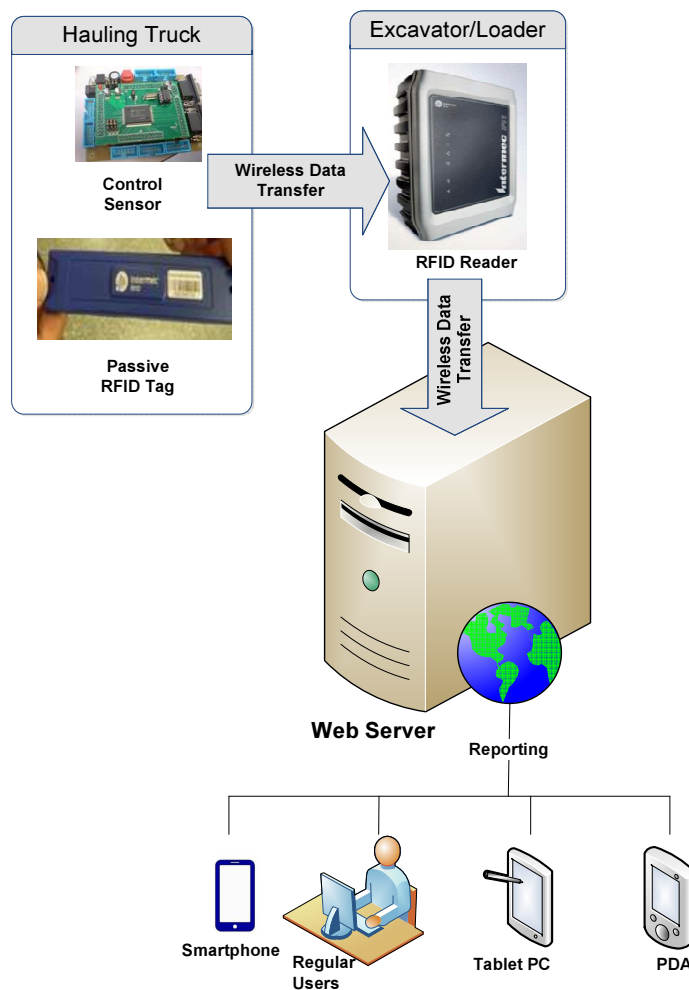 Hauling Truck
Control
Sensor
Passive
RFID Tag
Wireless Data
Transfer
Excavator/Loader
Intermec
RFID Reader
Wireless Data
Transfer
Web Server
Reporting
Smartphone
Regular
Users
Tablet PC
PDA